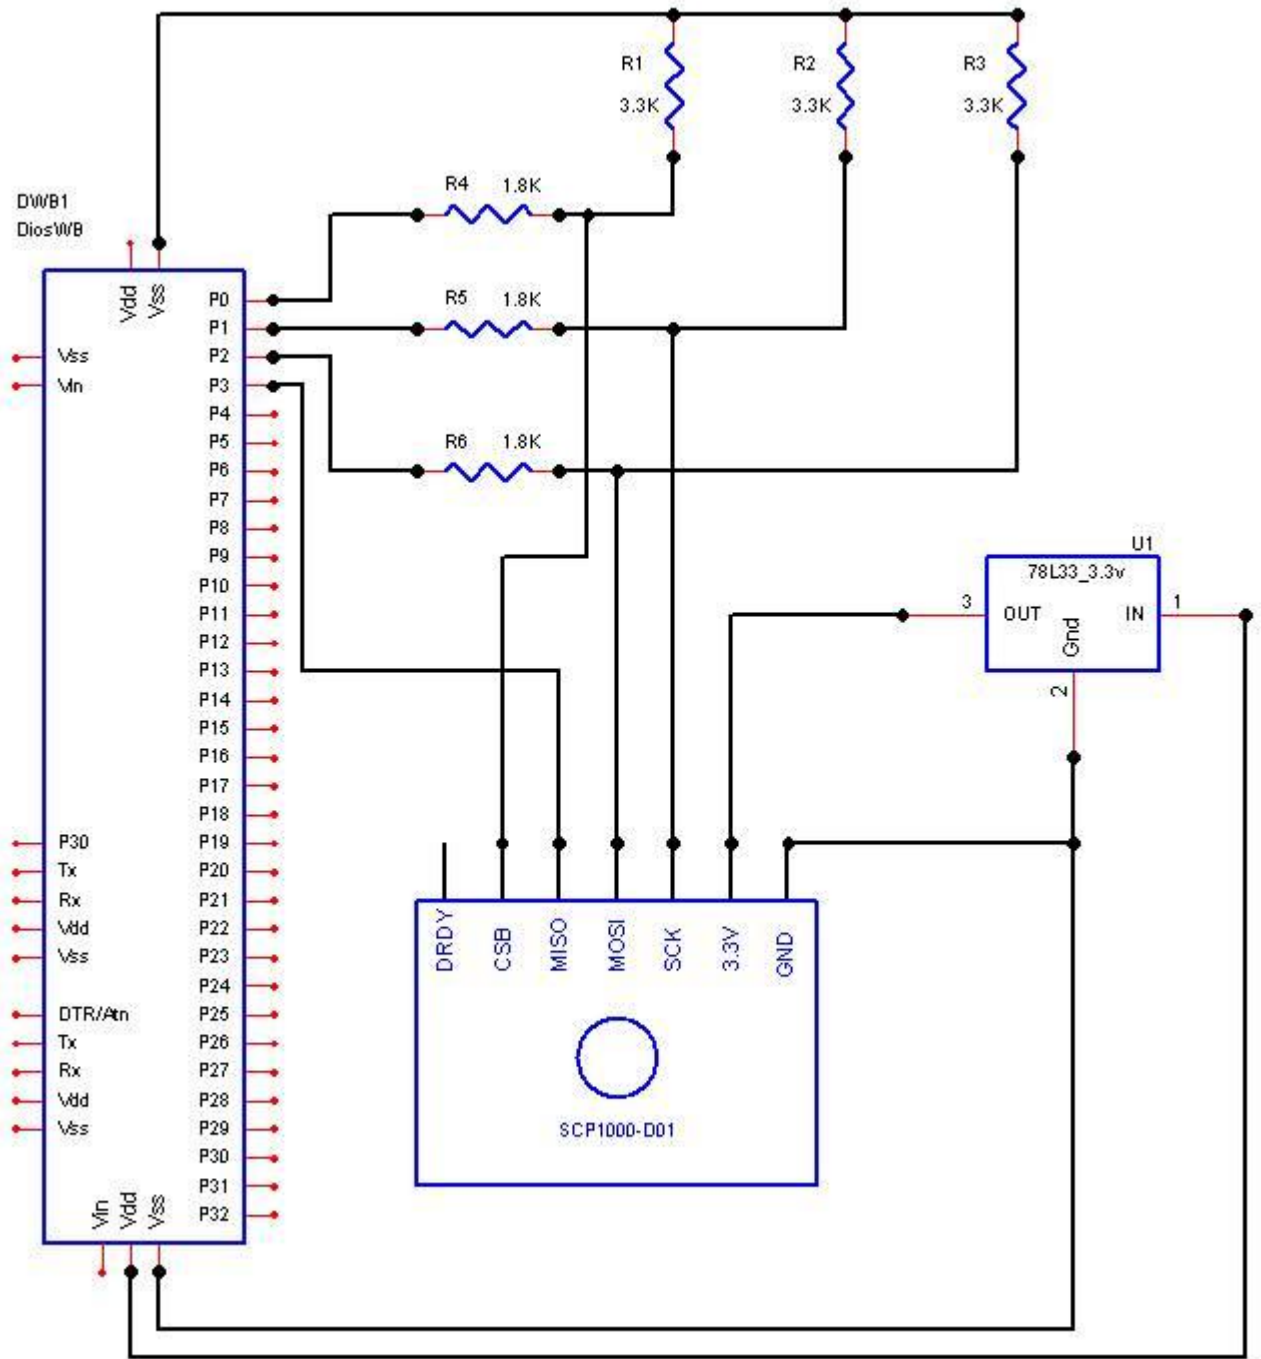 R1
3.3K
R2
3.3K
R3
3.3K
R4 1.8K
DWB1
DiosWB
Vdd
Vss
P0
R5 1.8K
P1
Vss
P2
Vin
P3
P4
P5
R6 1.8K
P6
P7
P8
P9
P10
P11
P12
P13
P14
P15
P16
P17
P18
U1
78L33_3.3v
3 OUT IN 1
Gnd
2
P30
P19
Tx
P20
Rx
P21
Vdd
P22
Vss
P23
P24
DTR/Atn
P25
Tx
P26
Rx
P27
Vdd
P28
Vss
P29
P30
P31
P32
Vin
Vdd
Vss
DRDY
CSB
MISO
MOSI
SCK
3.3V
GND
SCP1000-D01